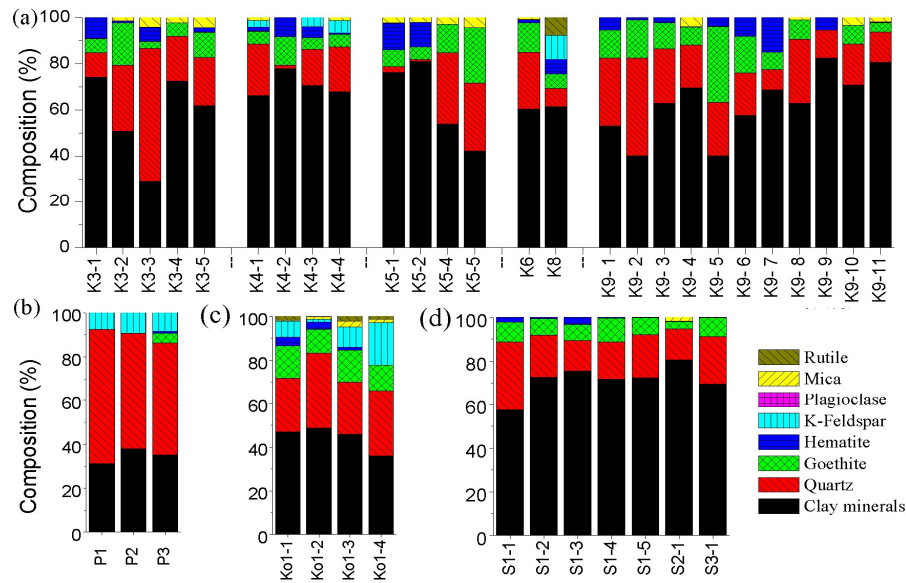 (a)
Composition (%)
100
80
60
40
20
0
K3-1 K3-2 K3-3 K3-4 K3-5 -- K4-1 K4-2 K4-3 K4-4 -- K5-1 K5-2 K5-4 K5-5 -- K6 K8 -- K9- 1 K9- 2 K9- 3 K9- 4 K9- 5 K9- 6 K9- 7 K9- 8 K9- 9 K9-10 K9-11
(b)
Composition (%)
100
80
60
40
20
0
P1 P2 P3
(c)
100
80
60
40
20
0
Ko1-1 Ko1-2 Ko1-3 Ko1-4
(d)
100
80
60
40
20
0
S1-1 S1-2 S1-3 S1-4 S1-5 S2-1 S3-1
Rutile
Mica
Plagioclase
K-Feldspar
Hematite
Goethite
Quartz
Clay minerals